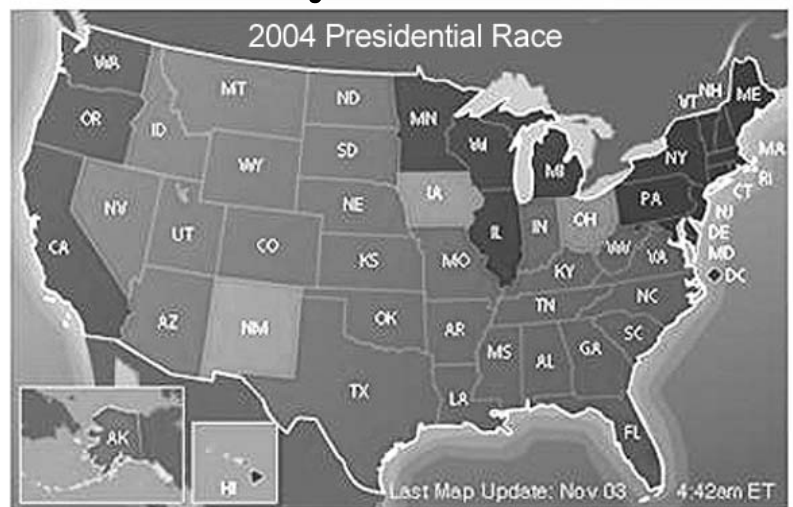 2004 Presidential Race
WA
MT
ND
MN
VT
NH
ME
OR
ID
SD
WI
MI
NY
MA
RI
CT
WY
IA
PA
NJ
NV
NE
OH
DE
UT
IL
IN
MD
CA
CO
WV
VA
DC
KS
MO
KY
NC
TN
AZ
NM
OK
AR
SC
MS
AL
GA
TX
LA
AK
FL
HI
Last Map Update: Nov 03 4:42am ET